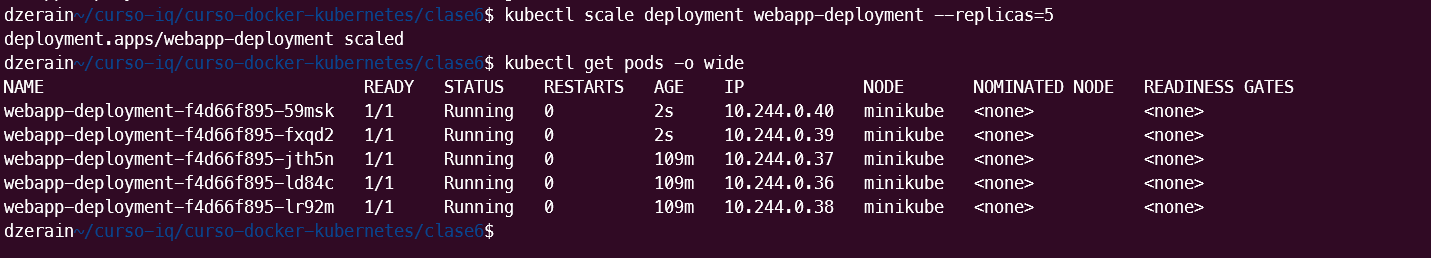 dzerain~/curso-iq/curso-docker-kubernetes/clase6$ kubectl scale deployment webapp-deployment --replicas=5
deployment.apps/webapp-deployment scaled
dzerain~/curso-iq/curso-docker-kubernetes/clase6$ kubectl get pods -o wide
NAME READY STATUS RESTARTS AGE IP NODE NOMINATED NODE READINESS GATES
webapp-deployment-f4d66f895-59msk 1/1 Running 0 2s 10.244.0.40 minikube <none> <none>
webapp-deployment-f4d66f895-fxqd2 1/1 Running 0 2s 10.244.0.39 minikube <none> <none>
webapp-deployment-f4d66f895-jth5n 1/1 Running 0 109m 10.244.0.37 minikube <none> <none>
webapp-deployment-f4d66f895-ld84c 1/1 Running 0 109m 10.244.0.36 minikube <none> <none>
webapp-deployment-f4d66f895-lr92m 1/1 Running 0 109m 10.244.0.38 minikube <none> <none>
dzerain~/curso-iq/curso-docker-kubernetes/clase6$